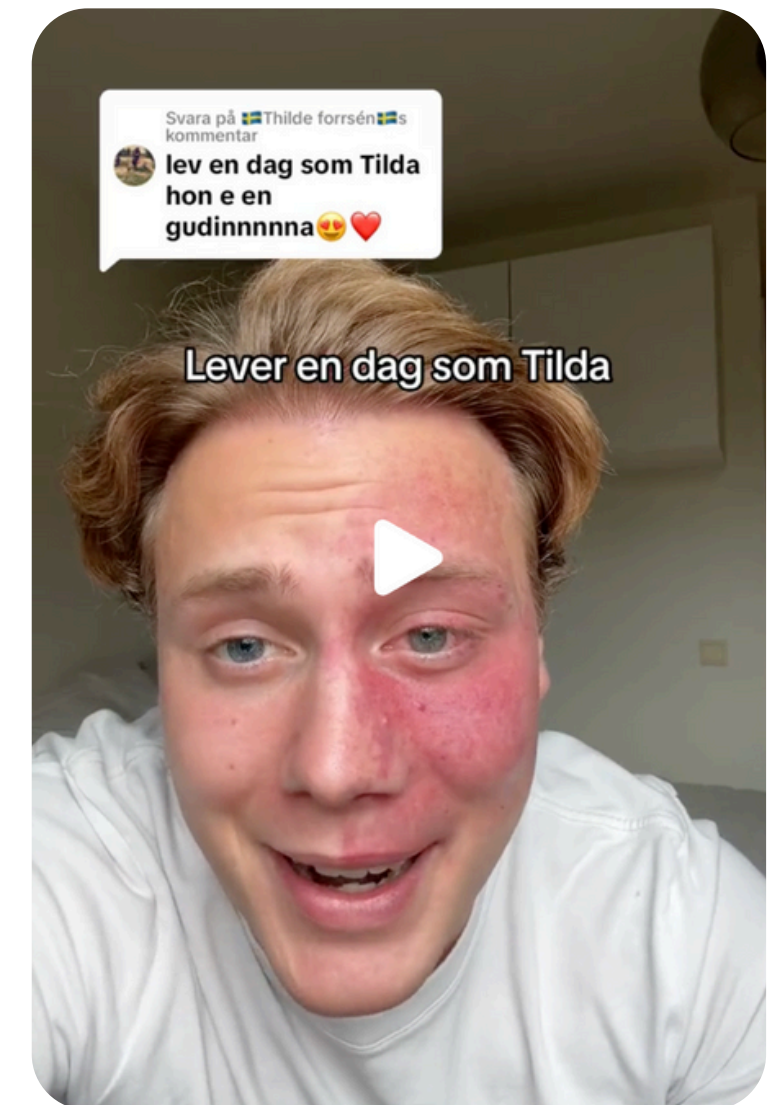 Svara på 🇸🇪Thilde forrsén🇸🇪s
kommentar
lev en dag som Tilda
hon e en
gudinnnnna😍❤️
Lever en dag som Tilda